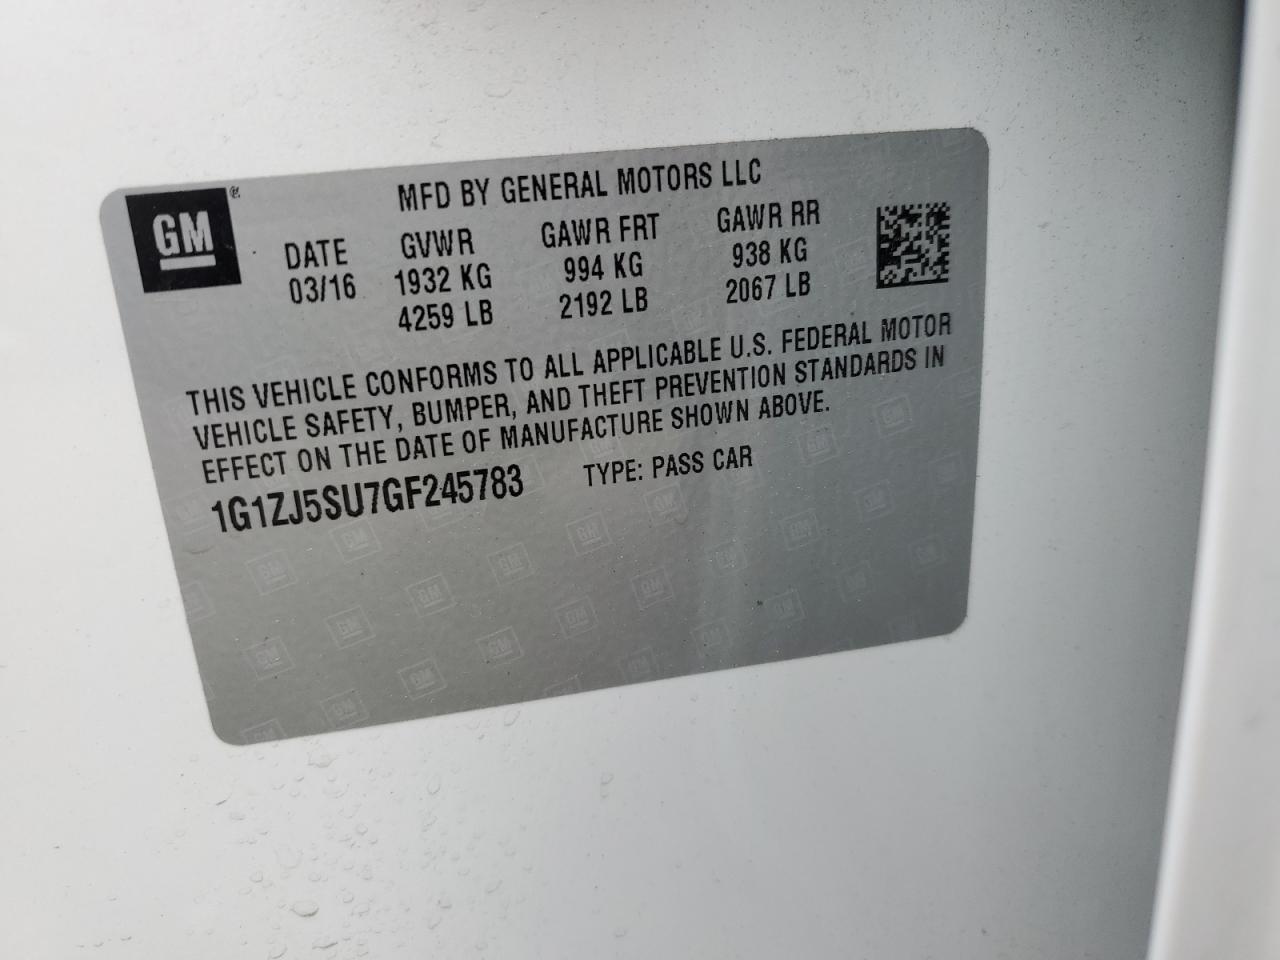 GM®
MFD BY GENERAL MOTORS LLC
DATE GVWR GAWR FRT GAWR RR
03/16 1932 KG 994 KG 938 KG
4259 LB 2192 LB 2067 LB
THIS VEHICLE CONFORMS TO ALL APPLICABLE U.S. FEDERAL MOTOR
VEHICLE SAFETY, BUMPER, AND THEFT PREVENTION STANDARDS IN
EFFECT ON THE DATE OF MANUFACTURE SHOWN ABOVE.
1G1ZJ5SU7GF245783 TYPE: PASS CAR